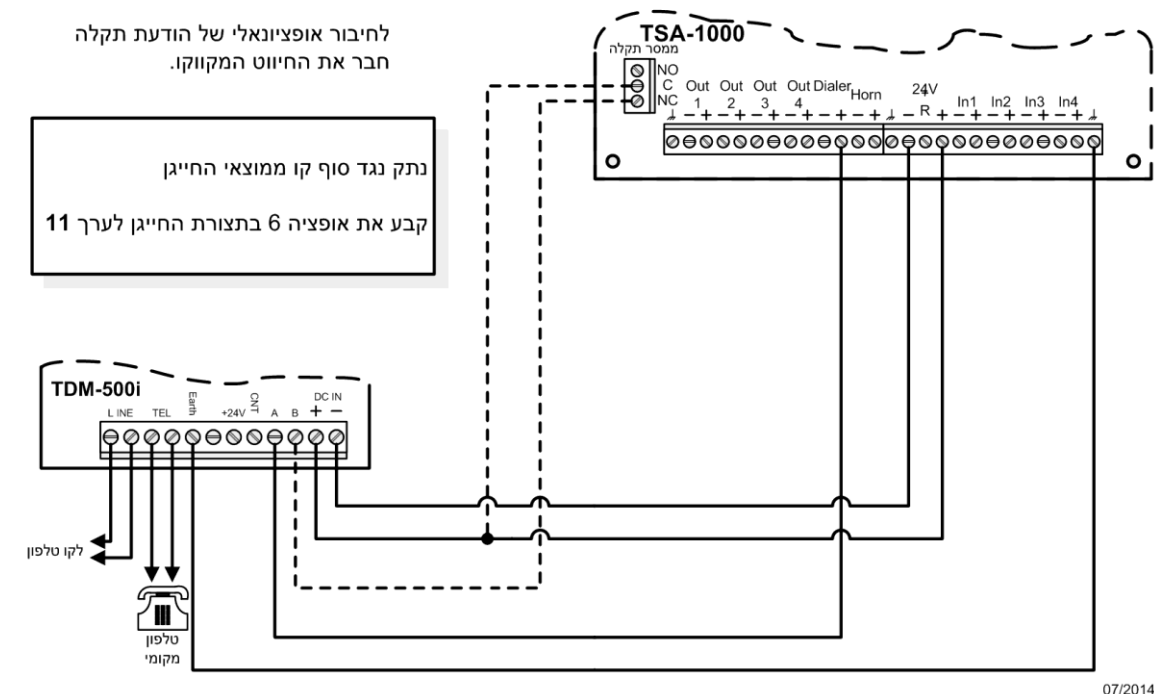 לחיבור אופציונאלי של הודעת תקלה
חבר את החיווט המקווקו.
נתק נגד סוף קו ממוצאי החייגן
קבע את אופציה 6 בתצורת החייגן לערך 11
TSA-1000
ממסר תקלה
NO
C
NC
Out 1 Out 2 Out 3 Out 4 Dialer Horn 24V R In1 In2 In3 In4
- + - + - + - + - + - + - + - + - + - + - +
TDM-500i
L INE TEL Earth +24V CNT A B DC IN
+ -
לקו טלפון
טלפון
מקומי
07/2014